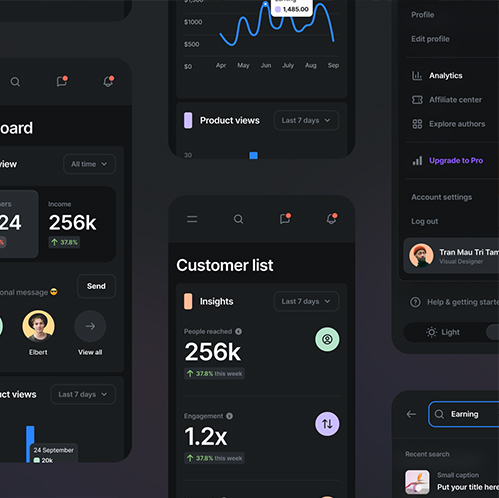 oard
view
All time
ners
Income
24
256k
37.8%
onal message 😎
Send
Elbert
View all
uct views
Last 7 days
24 September
20k
$1000
$500
$0
1,485.00
Apr
May
Jun
July
Aug
Sep
Product views
Last 7 days
30
Customer list
Insights
Last 7 days
People reached
256k
37.8% this week
Engagement
1.2x
37.8% this week
Profile
Edit profile
Analytics
Affiliate center
Explore authors
Upgrade to Pro
Account settings
Log out
Tran Mau Tri Tam
Visual Designer
Help & getting starte
Light
Earning
Recent search
Small caption
Put your title here